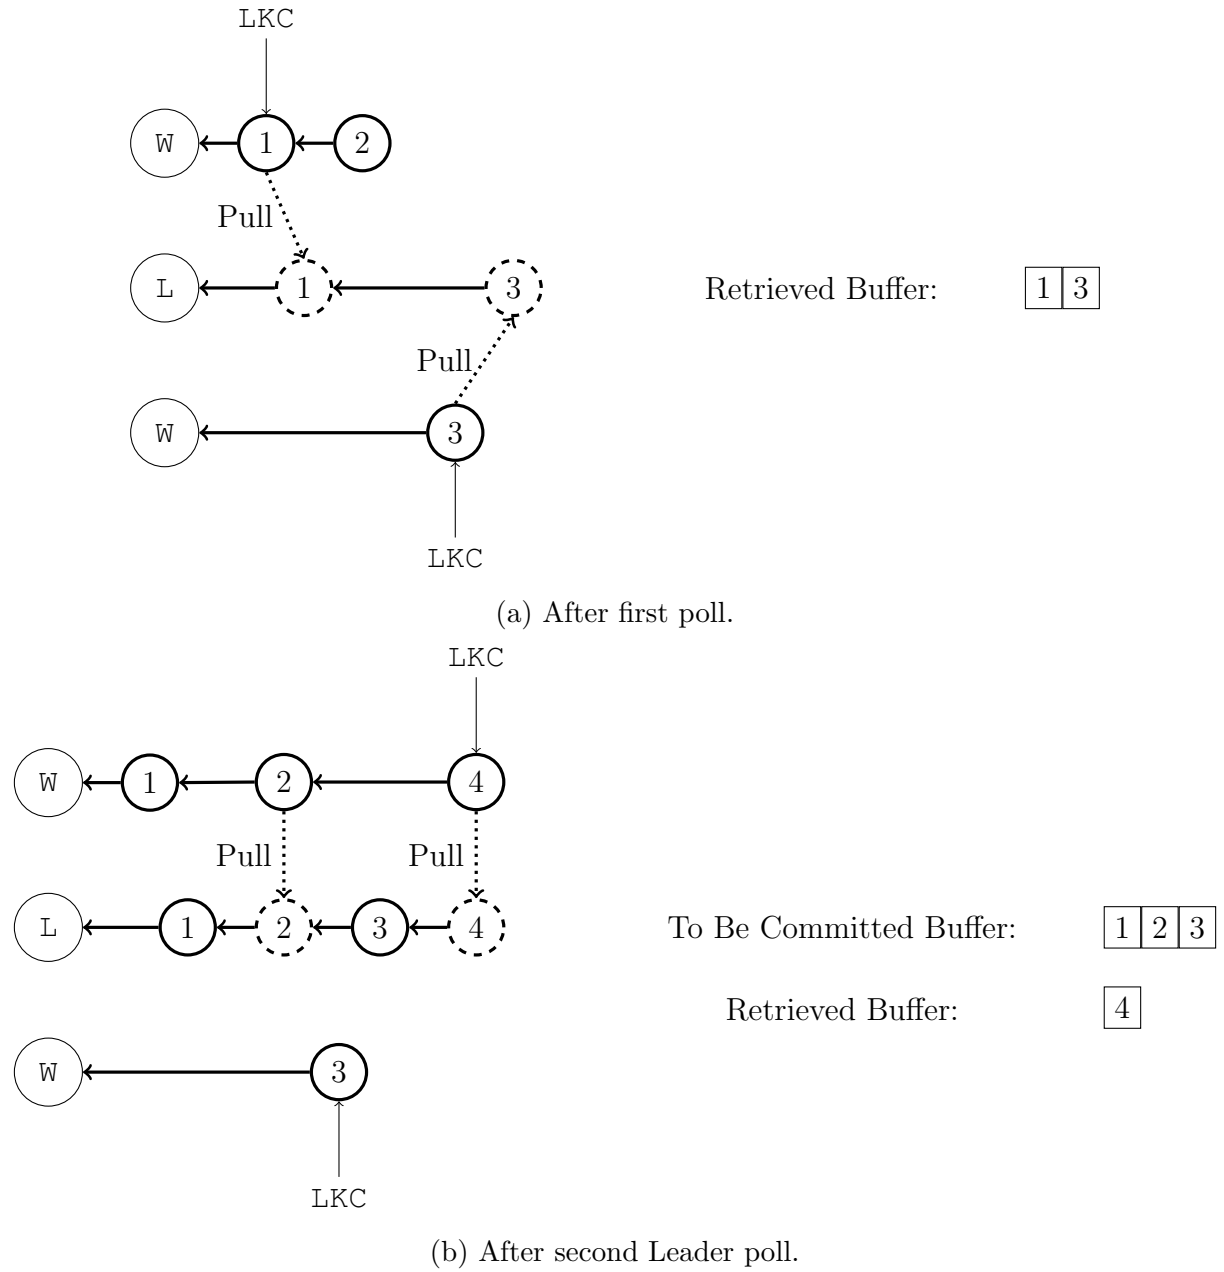 LKC
W 1 2
Pull
L 1 3 Retrieved Buffer: 1 3
Pull
W 3
LKC
(a) After first poll.
LKC
W 1 2 4
Pull Pull
L 1 2 3 4 To Be Committed Buffer: 1 2 3
Retrieved Buffer: 4
W 3
LKC
(b) After second Leader poll.